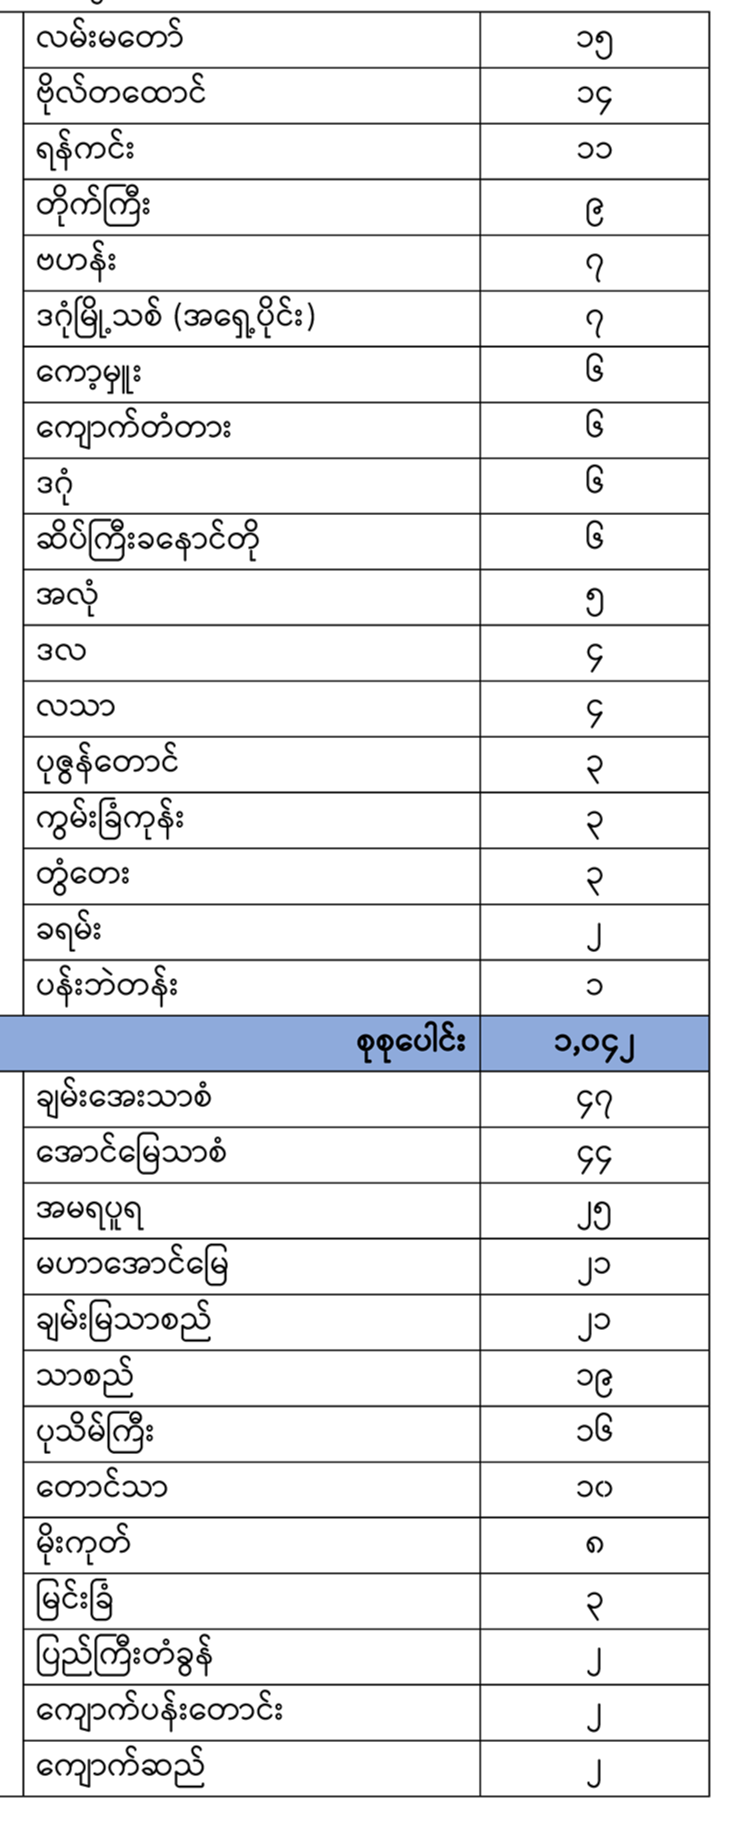 လမ်းမတော် ၁၅
ဗိုလ်တထောင် ၁၄
ရန်ကင်း ၁၁
တိုက်ကြီး ၉
ဗဟန်း ၇
ဒဂုံမြို့သစ် (အရှေ့ပိုင်း) ၇
ကော့မှူး ၆
ကျောက်တံတား ၆
ဒဂုံ ၆
ဆိပ်ကြီးခနောင်တို ၆
အလုံ ၅
ဒလ ၄
လသာ ၄
ပုဇွန်တောင် ၃
ကွမ်းခြံကုန်း ၃
တွံတေး ၃
ခရမ်း ၂
ပန်းဘဲတန်း ၁
စုစုပေါင်း ၁,၀၄၂
ချမ်းအေးသာစံ ၄၇
အောင်မြေသာစံ ၄၄
အမရပူရ ၂၅
မဟာအောင်မြေ ၂၁
ချမ်းမြသာစည် ၂၁
သာစည် ၁၉
ပုသိမ်ကြီး ၁၆
တောင်သာ ၁၀
မိုးကုတ် ၈
မြင်းခြံ ၃
ပြည်ကြီးတံခွန် ၂
ကျောက်ပန်းတောင်း ၂
ကျောက်ဆည် ၂